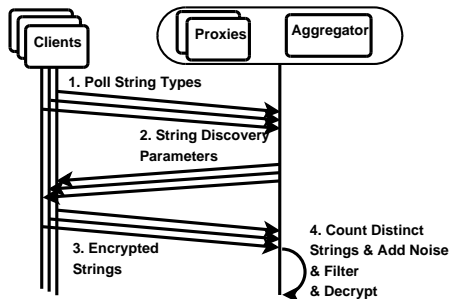 Clients
Proxies
Aggregator
1. Poll String Types
2. String Discovery
Parameters
3. Encrypted
Strings
4. Count Distinct
Strings & Add Noise
& Filter
& Decrypt